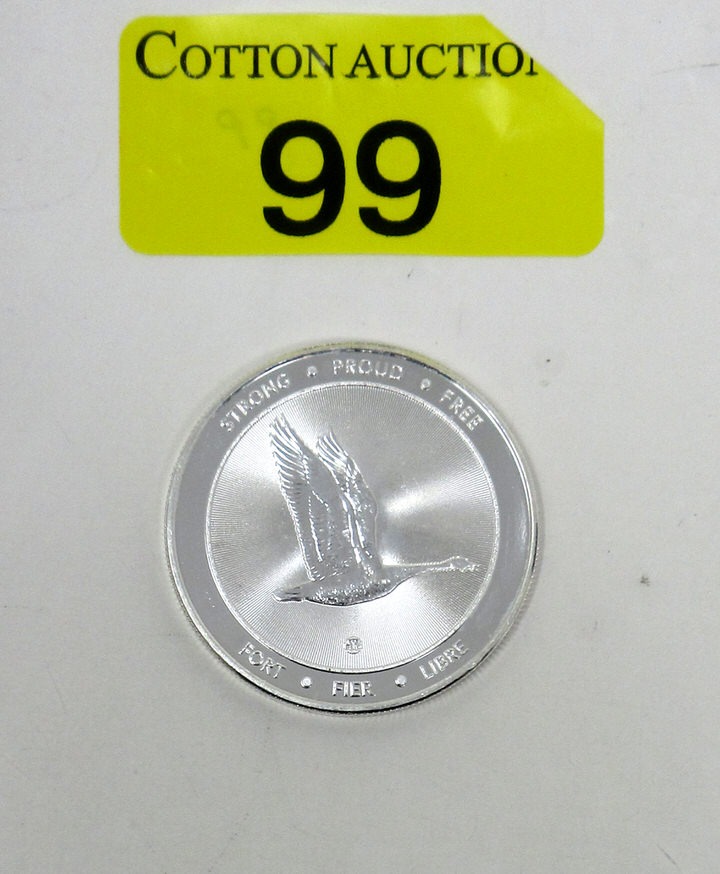 COTTON AUCTIO
99
STRONG • PROUD • FREE
FORT • FIER • LIBRE